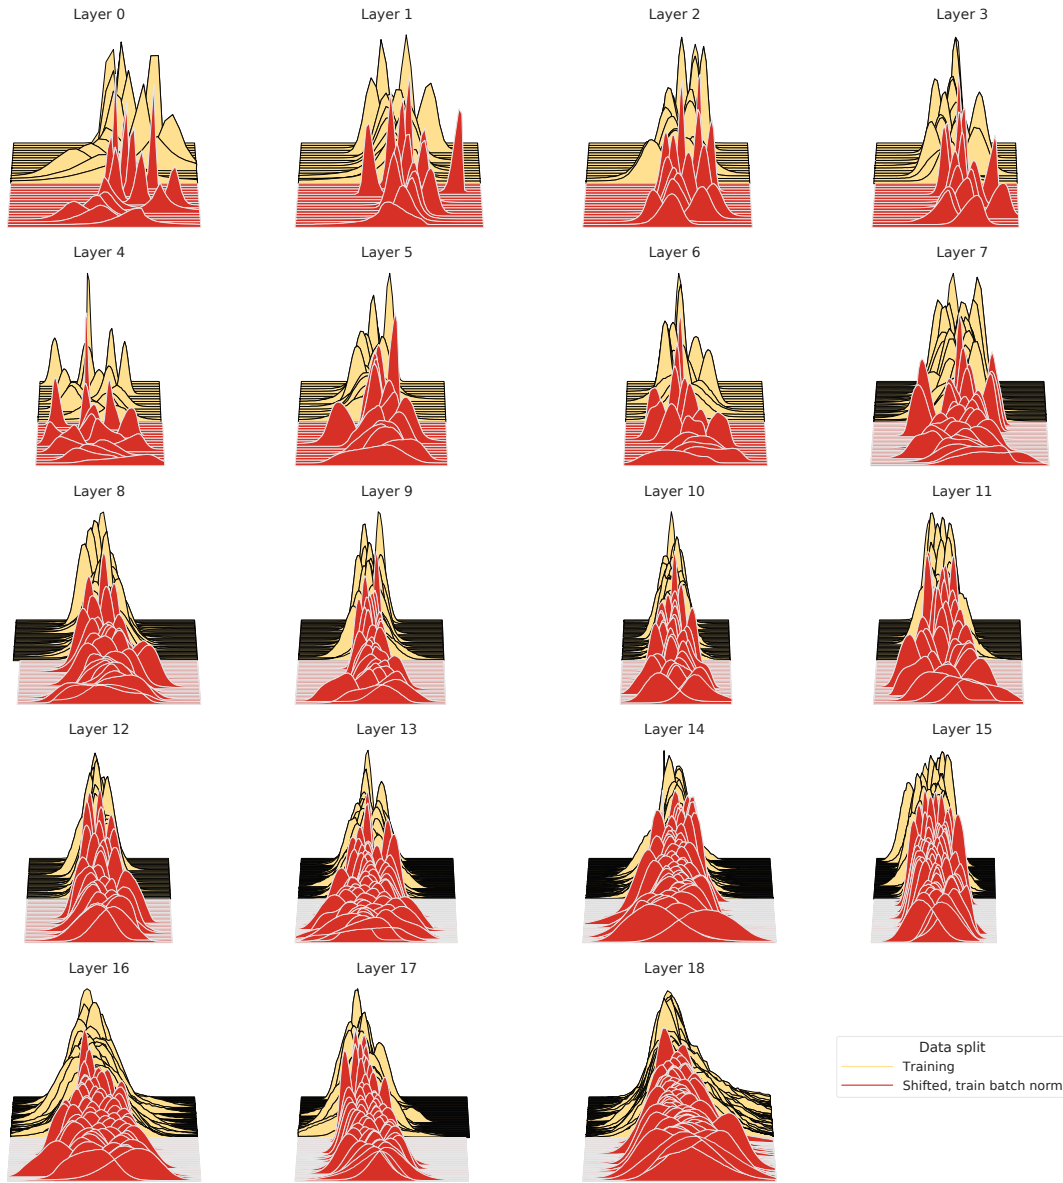 Layer 0
Layer 1
Layer 2
Layer 3
Layer 4
Layer 5
Layer 6
Layer 7
Layer 8
Layer 9
Layer 10
Layer 11
Layer 12
Layer 13
Layer 14
Layer 15
Layer 16
Layer 17
Layer 18
Data split
Training
Shifted, train batch norm